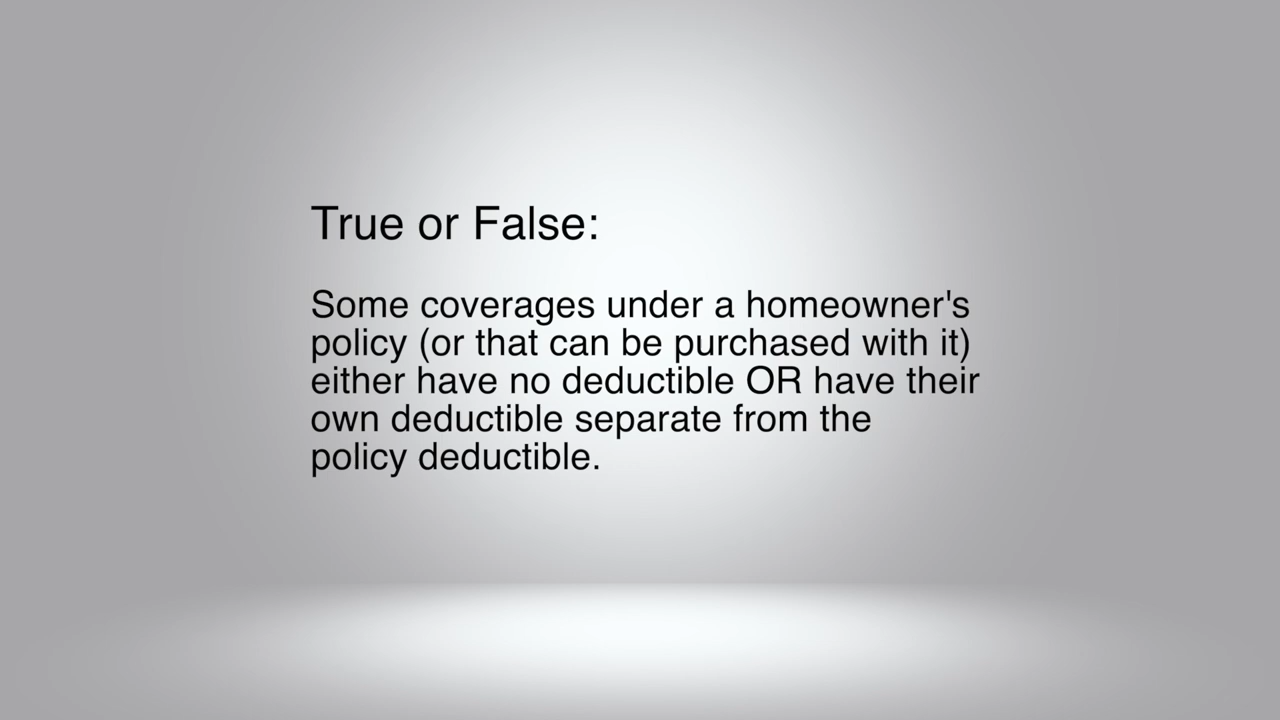 True or False:
Some coverages under a homeowner's
policy (or that can be purchased with it)
either have no deductible OR have their
own deductible separate from the
policy deductible.